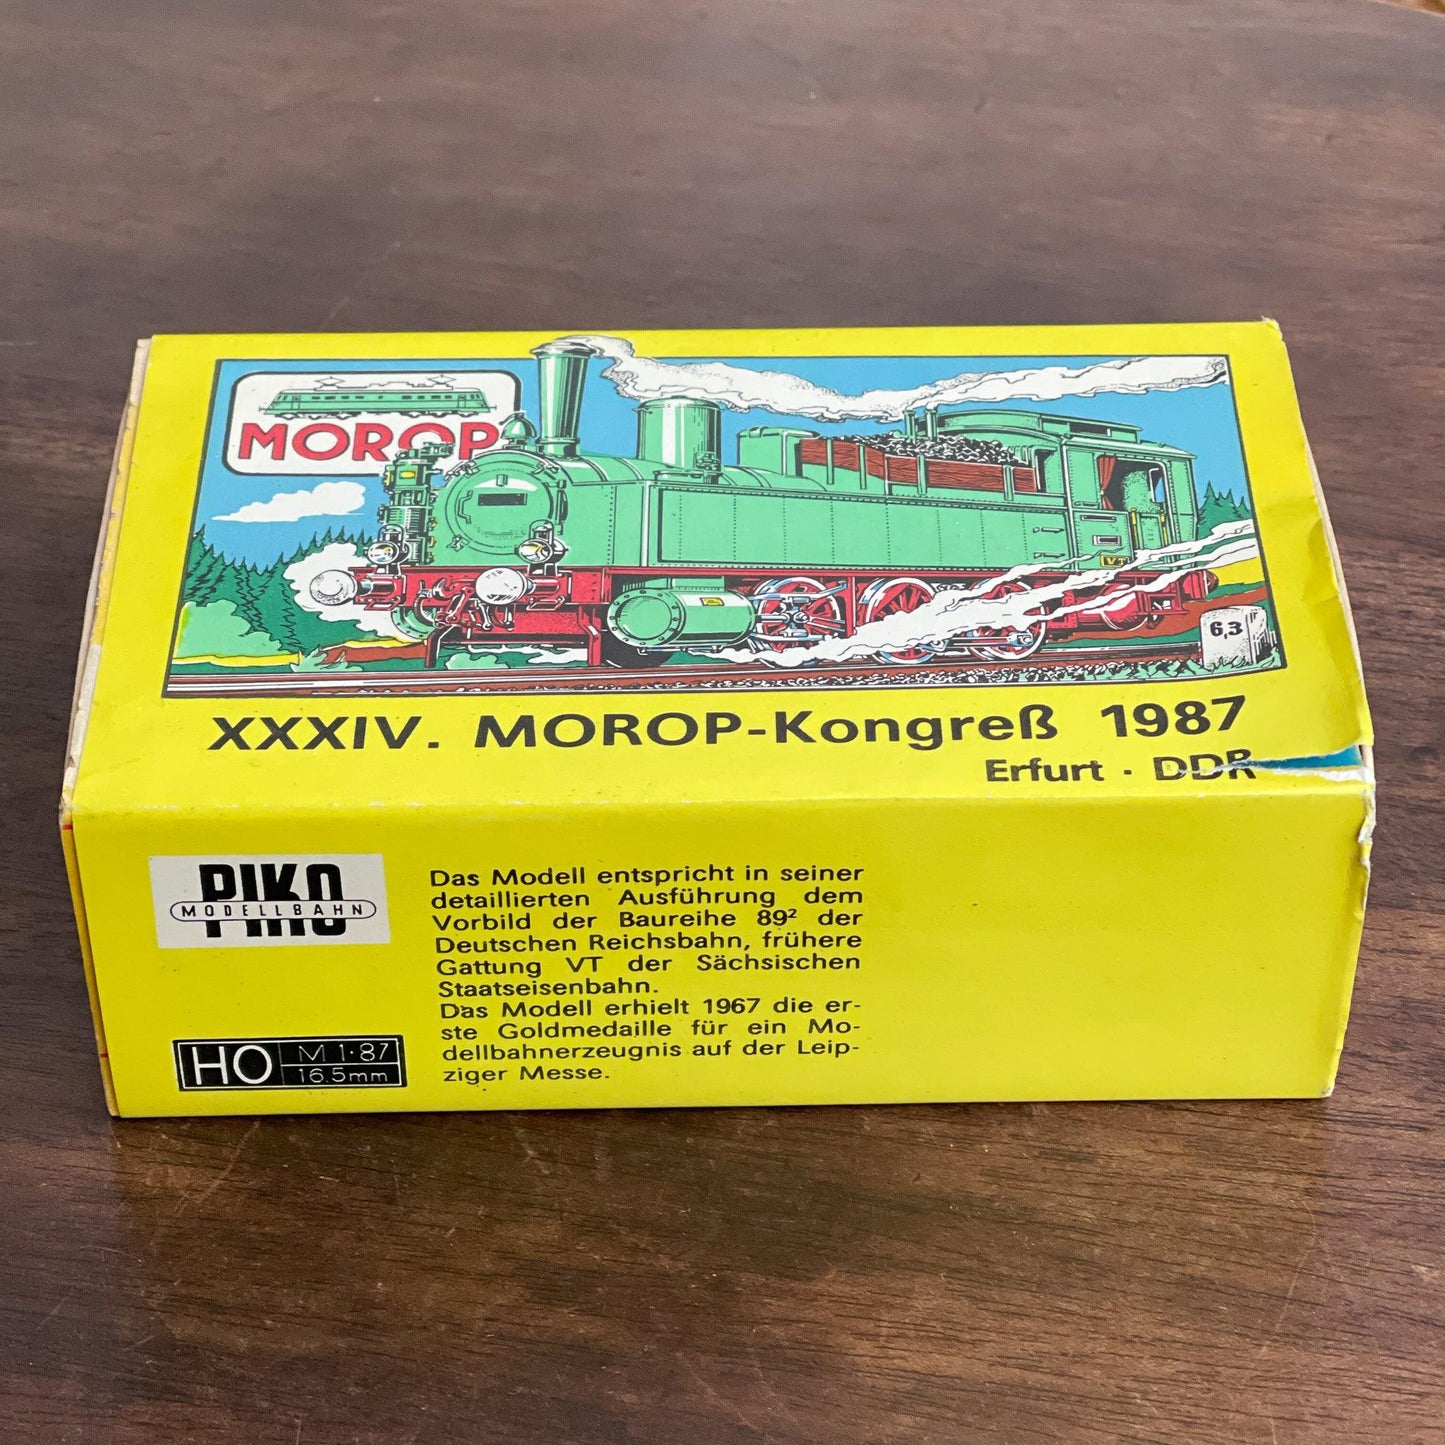 MOROP
VT
6,3
XXXIV. MOROP-Kongreß 1987
Erfurt · DDR
PIKO
MODELLBAHN
Das Modell entspricht in seiner
detaillierten Ausführung dem
Vorbild der Baureihe 89² der
Deutschen Reichsbahn, frühere
Gattung VT der Sächsischen
Staatseisenbahn.
Das Modell erhielt 1967 die er-
ste Goldmedaille für ein Mo-
dellbahnerzeugnis auf der Leip-
ziger Messe.
HO
M 1·87
16.5mm